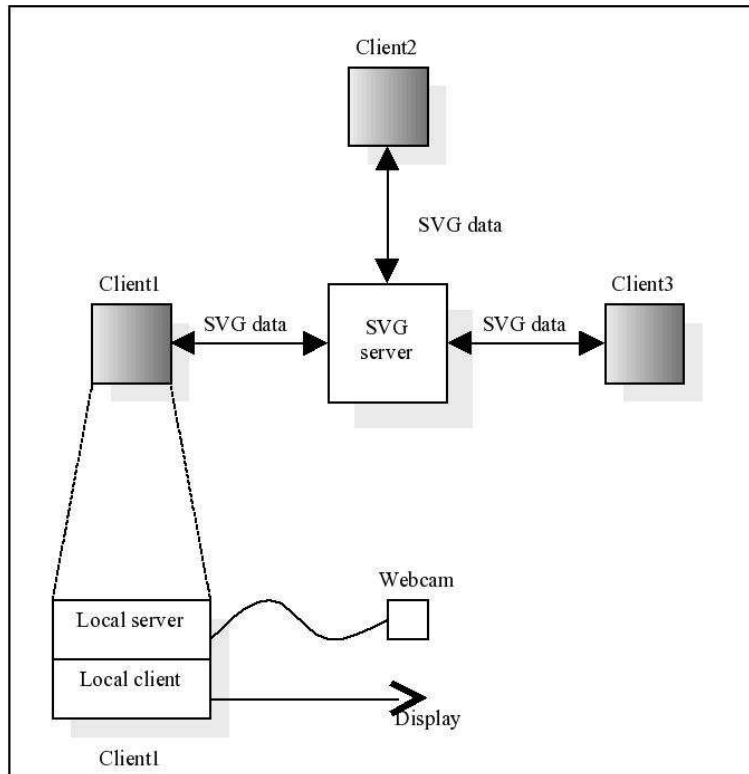 Client2
SVG data
Client1
Client3
SVG data
SVG data
SVG
server
Webcam
Local server
Local client
Display
Client1